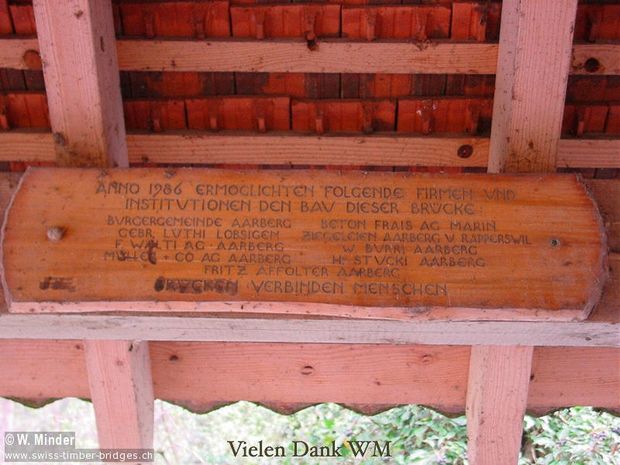 ANNO 1986 ERMÖGLICHTEN FOLGENDE FIRMEN UND
INSTITUTIONEN DEN BAU DIESER BRÜCKE:
BURGERGEMEINDE AARBERG BETON FRAIS AG MARIN
GEBR. LÜTHI LOBSIGEN ZIEGELEIEN AARBERG U. RAPPERSWIL
F. WÄLTI AG AARBERG W. BURRI AARBERG
MÜLLER + CO AG AARBERG H. STUCKI AARBERG
FRITZ AFFOLTER AARBERG
BRÜCKEN VERBINDEN MENSCHEN
© W. Minder
www.swiss-timber-bridges.ch
Vielen Dank WM